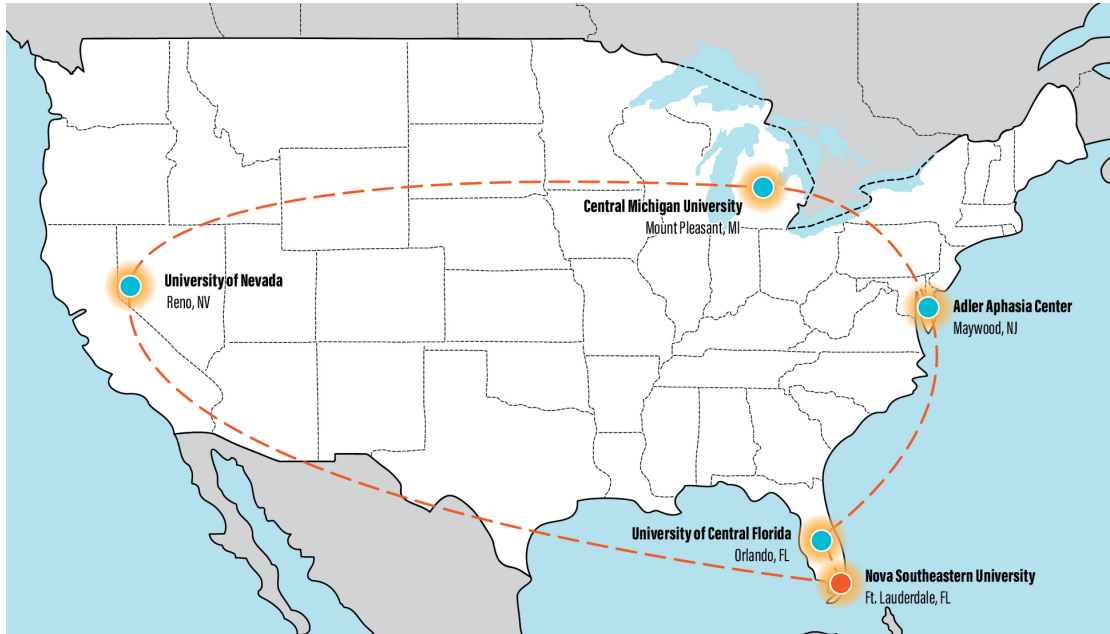 Central Michigan University
Mount Pleasant, MI
University of Nevada
Reno, NV
Adler Aphasia Center
Maywood, NJ
University of Central Florida
Orlando, FL
Nova Southeastern University
Ft. Lauderdale, FL